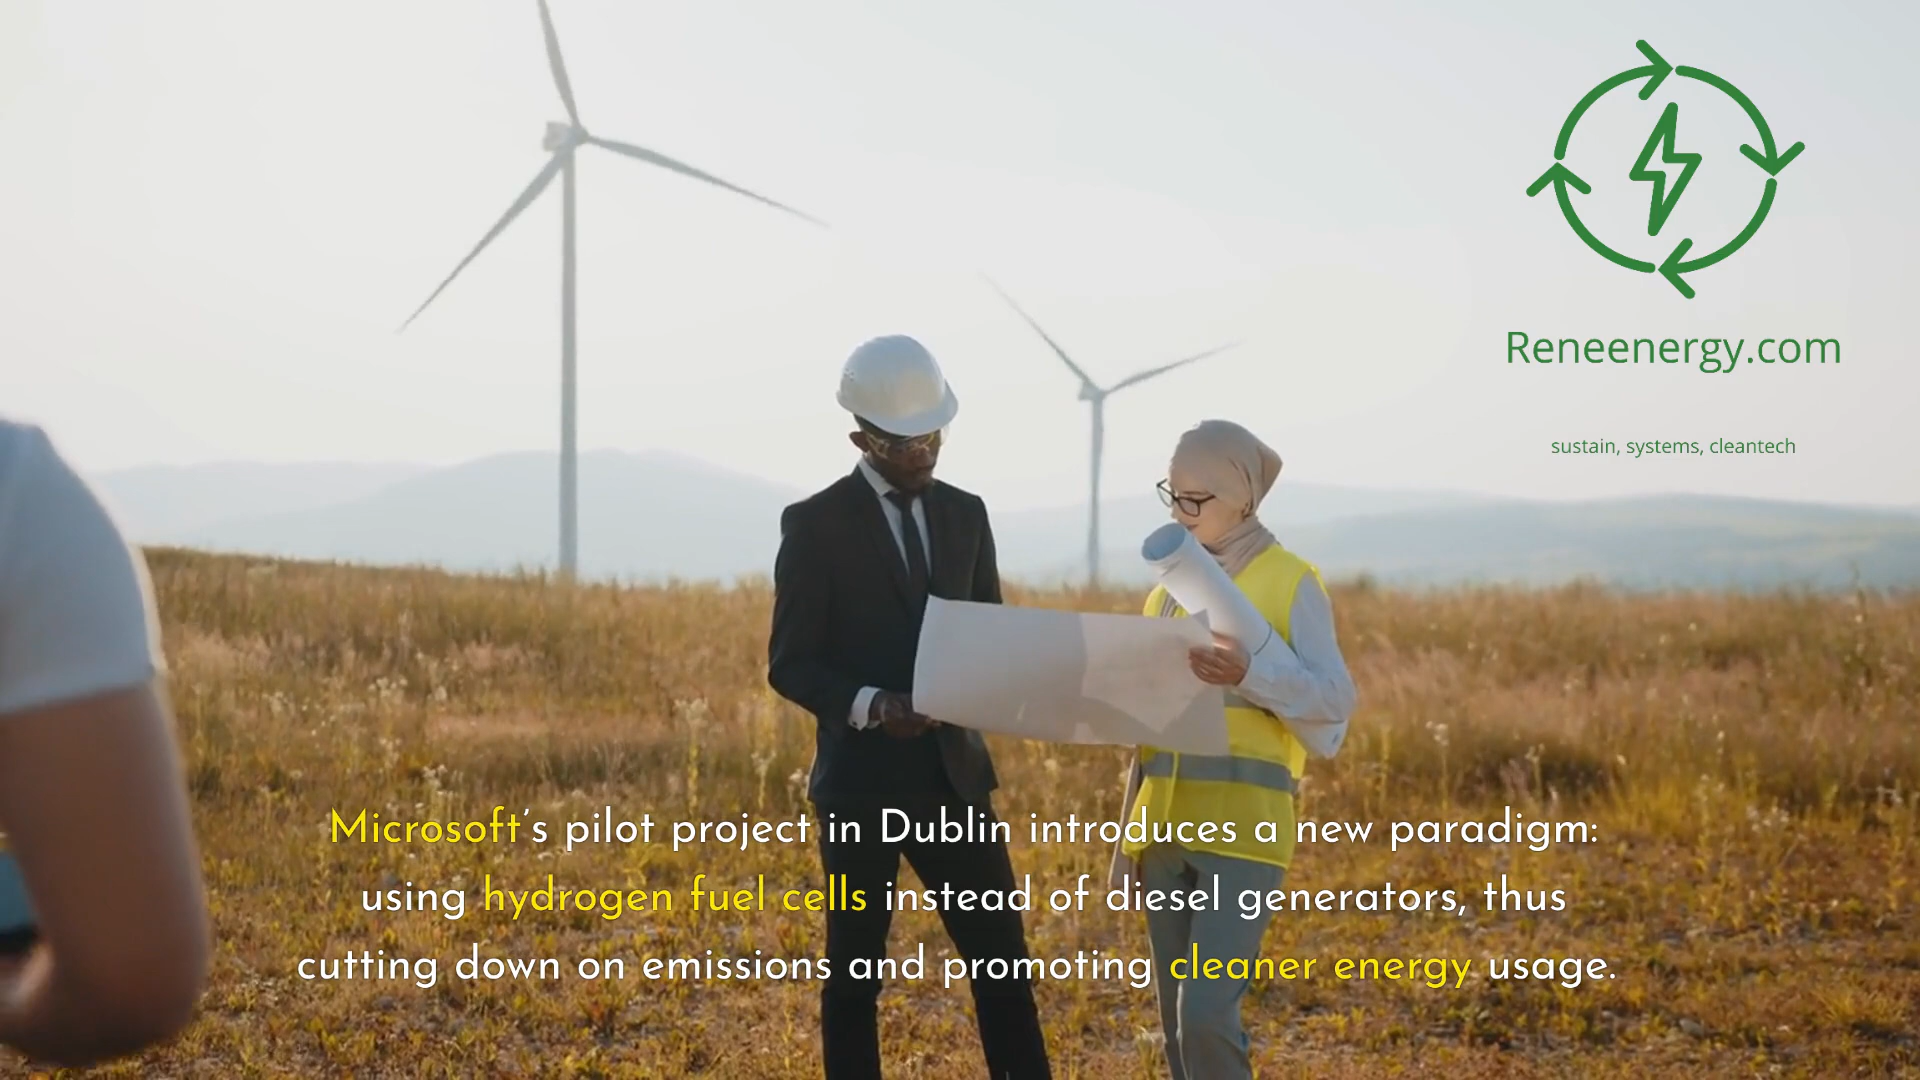 Reneenergy.com
sustain, systems, cleantech
Microsoft’s pilot project in Dublin introduces a new paradigm:
using hydrogen fuel cells instead of diesel generators, thus
cutting down on emissions and promoting cleaner energy usage.